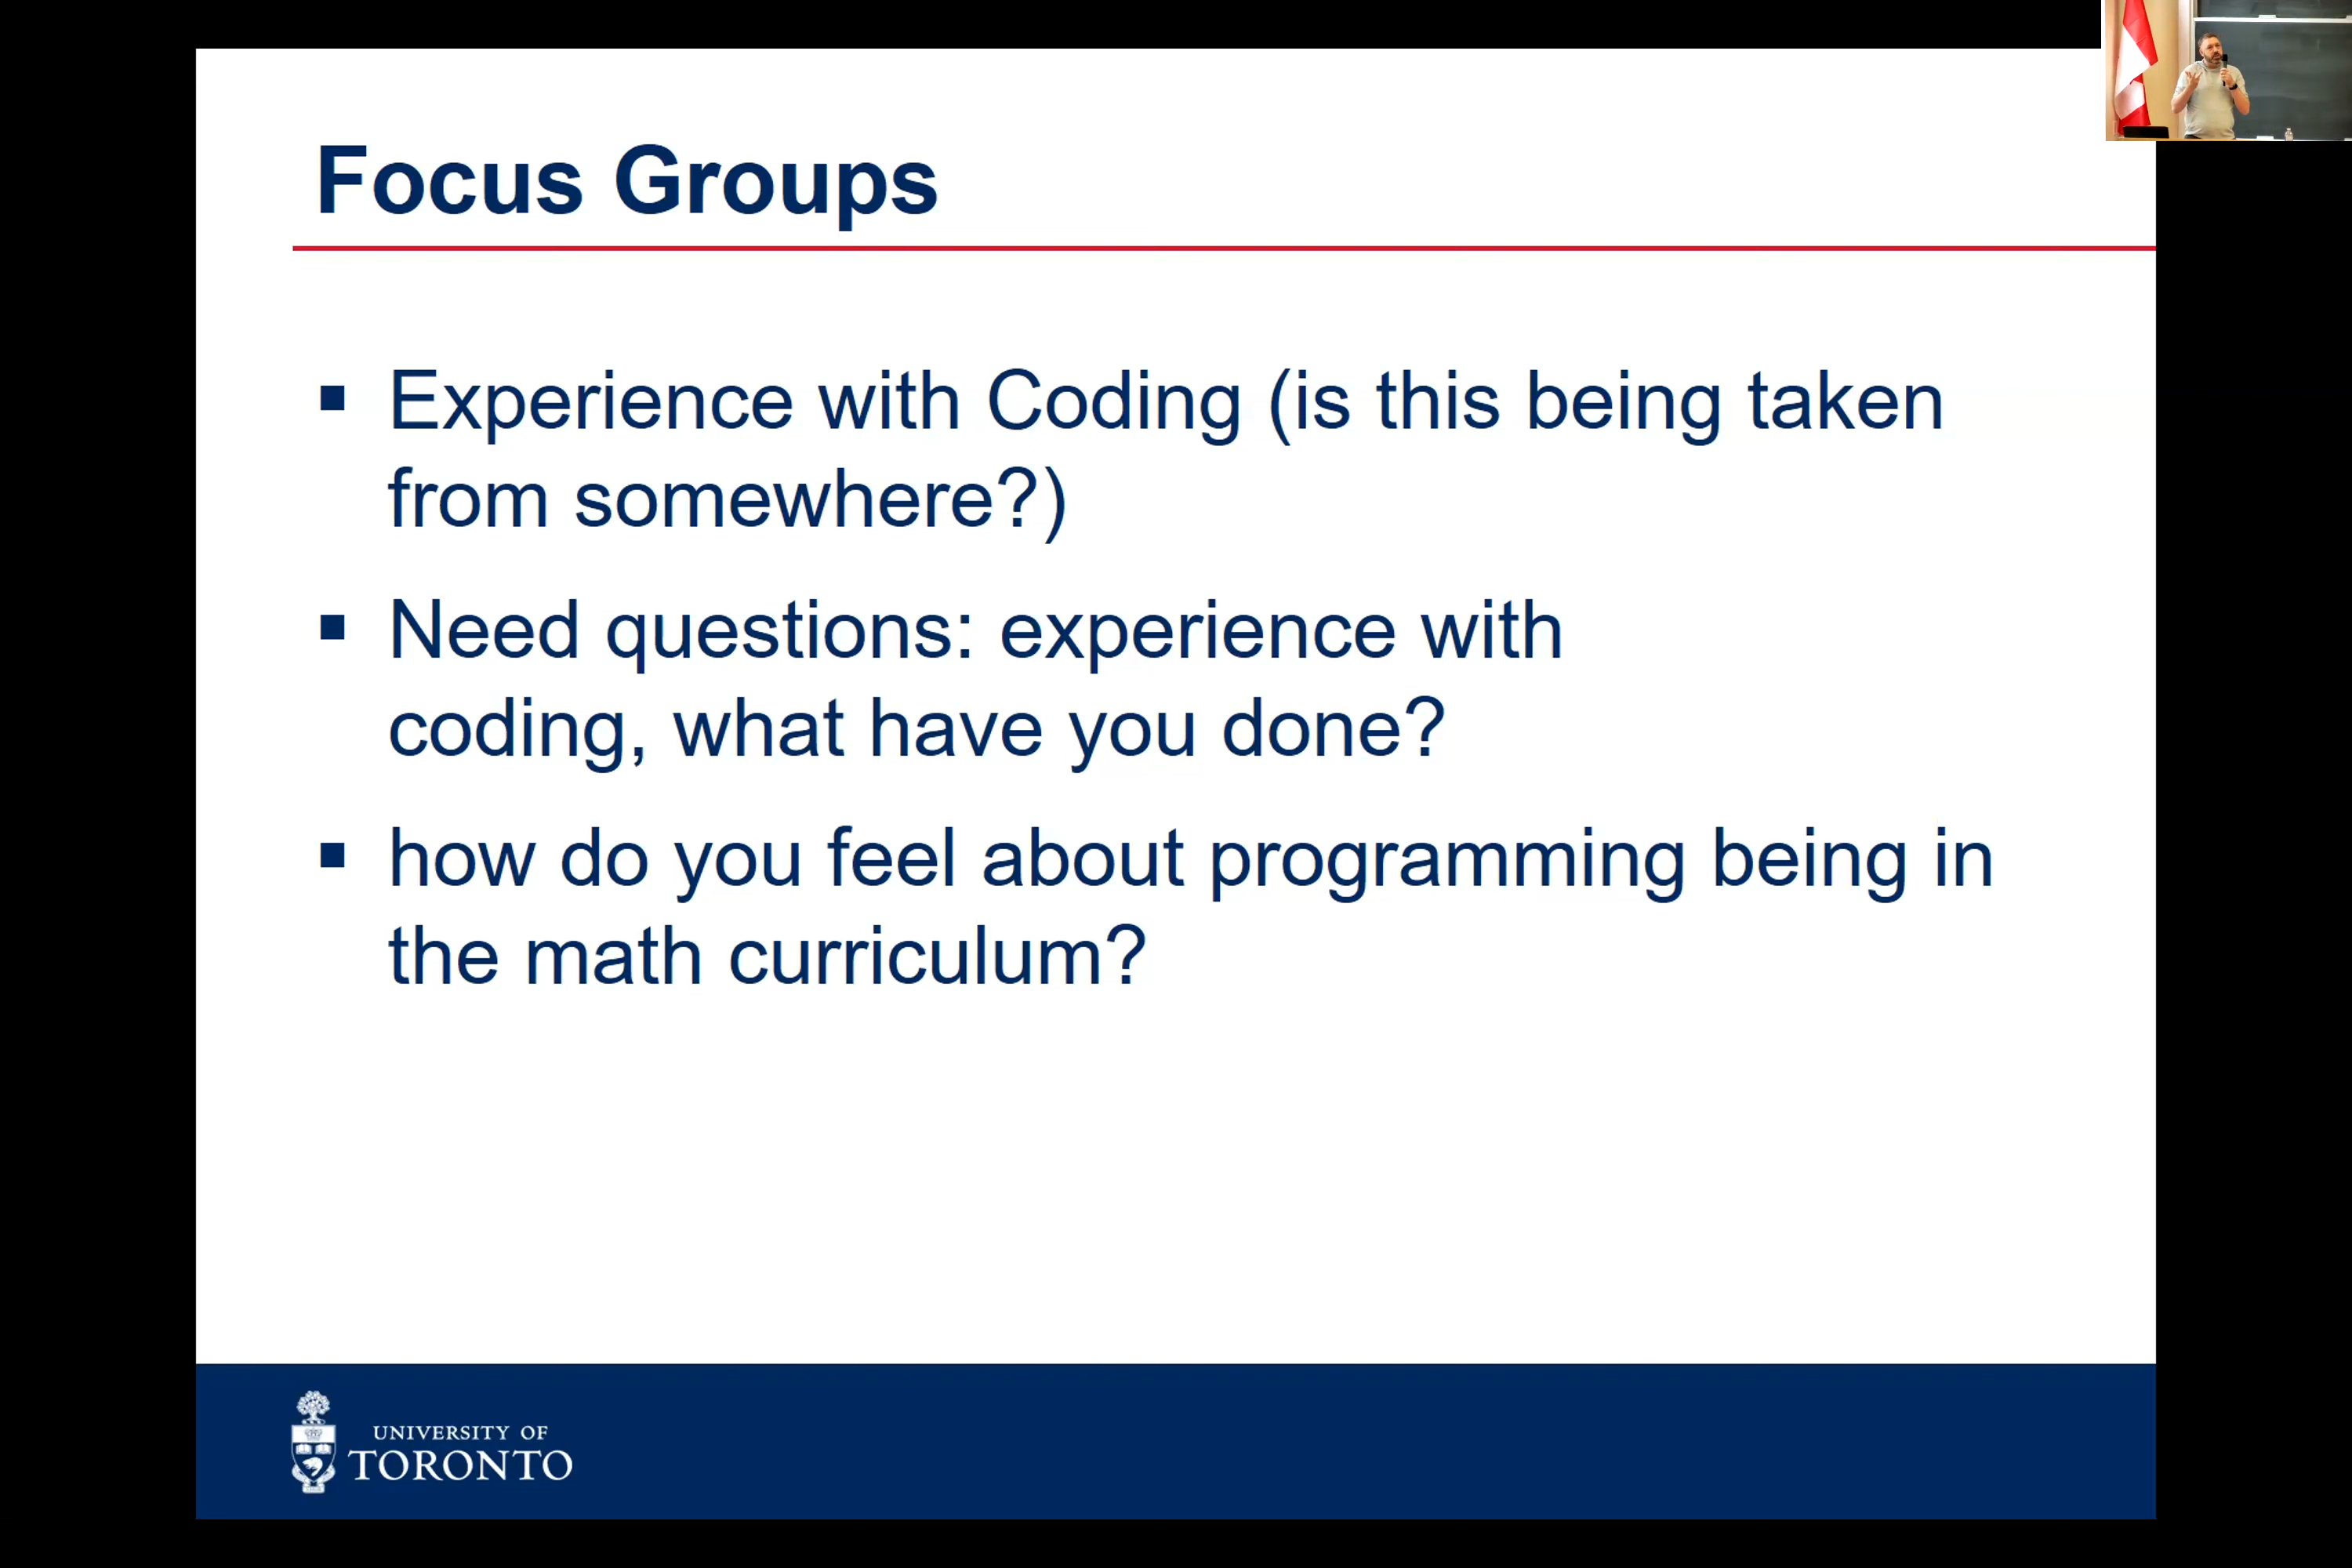 Focus Groups
Experience with Coding (is this being taken
from somewhere?)
Need questions: experience with
coding, what have you done?
how do you feel about programming being in
the math curriculum?
UNIVERSITY OF
TORONTO